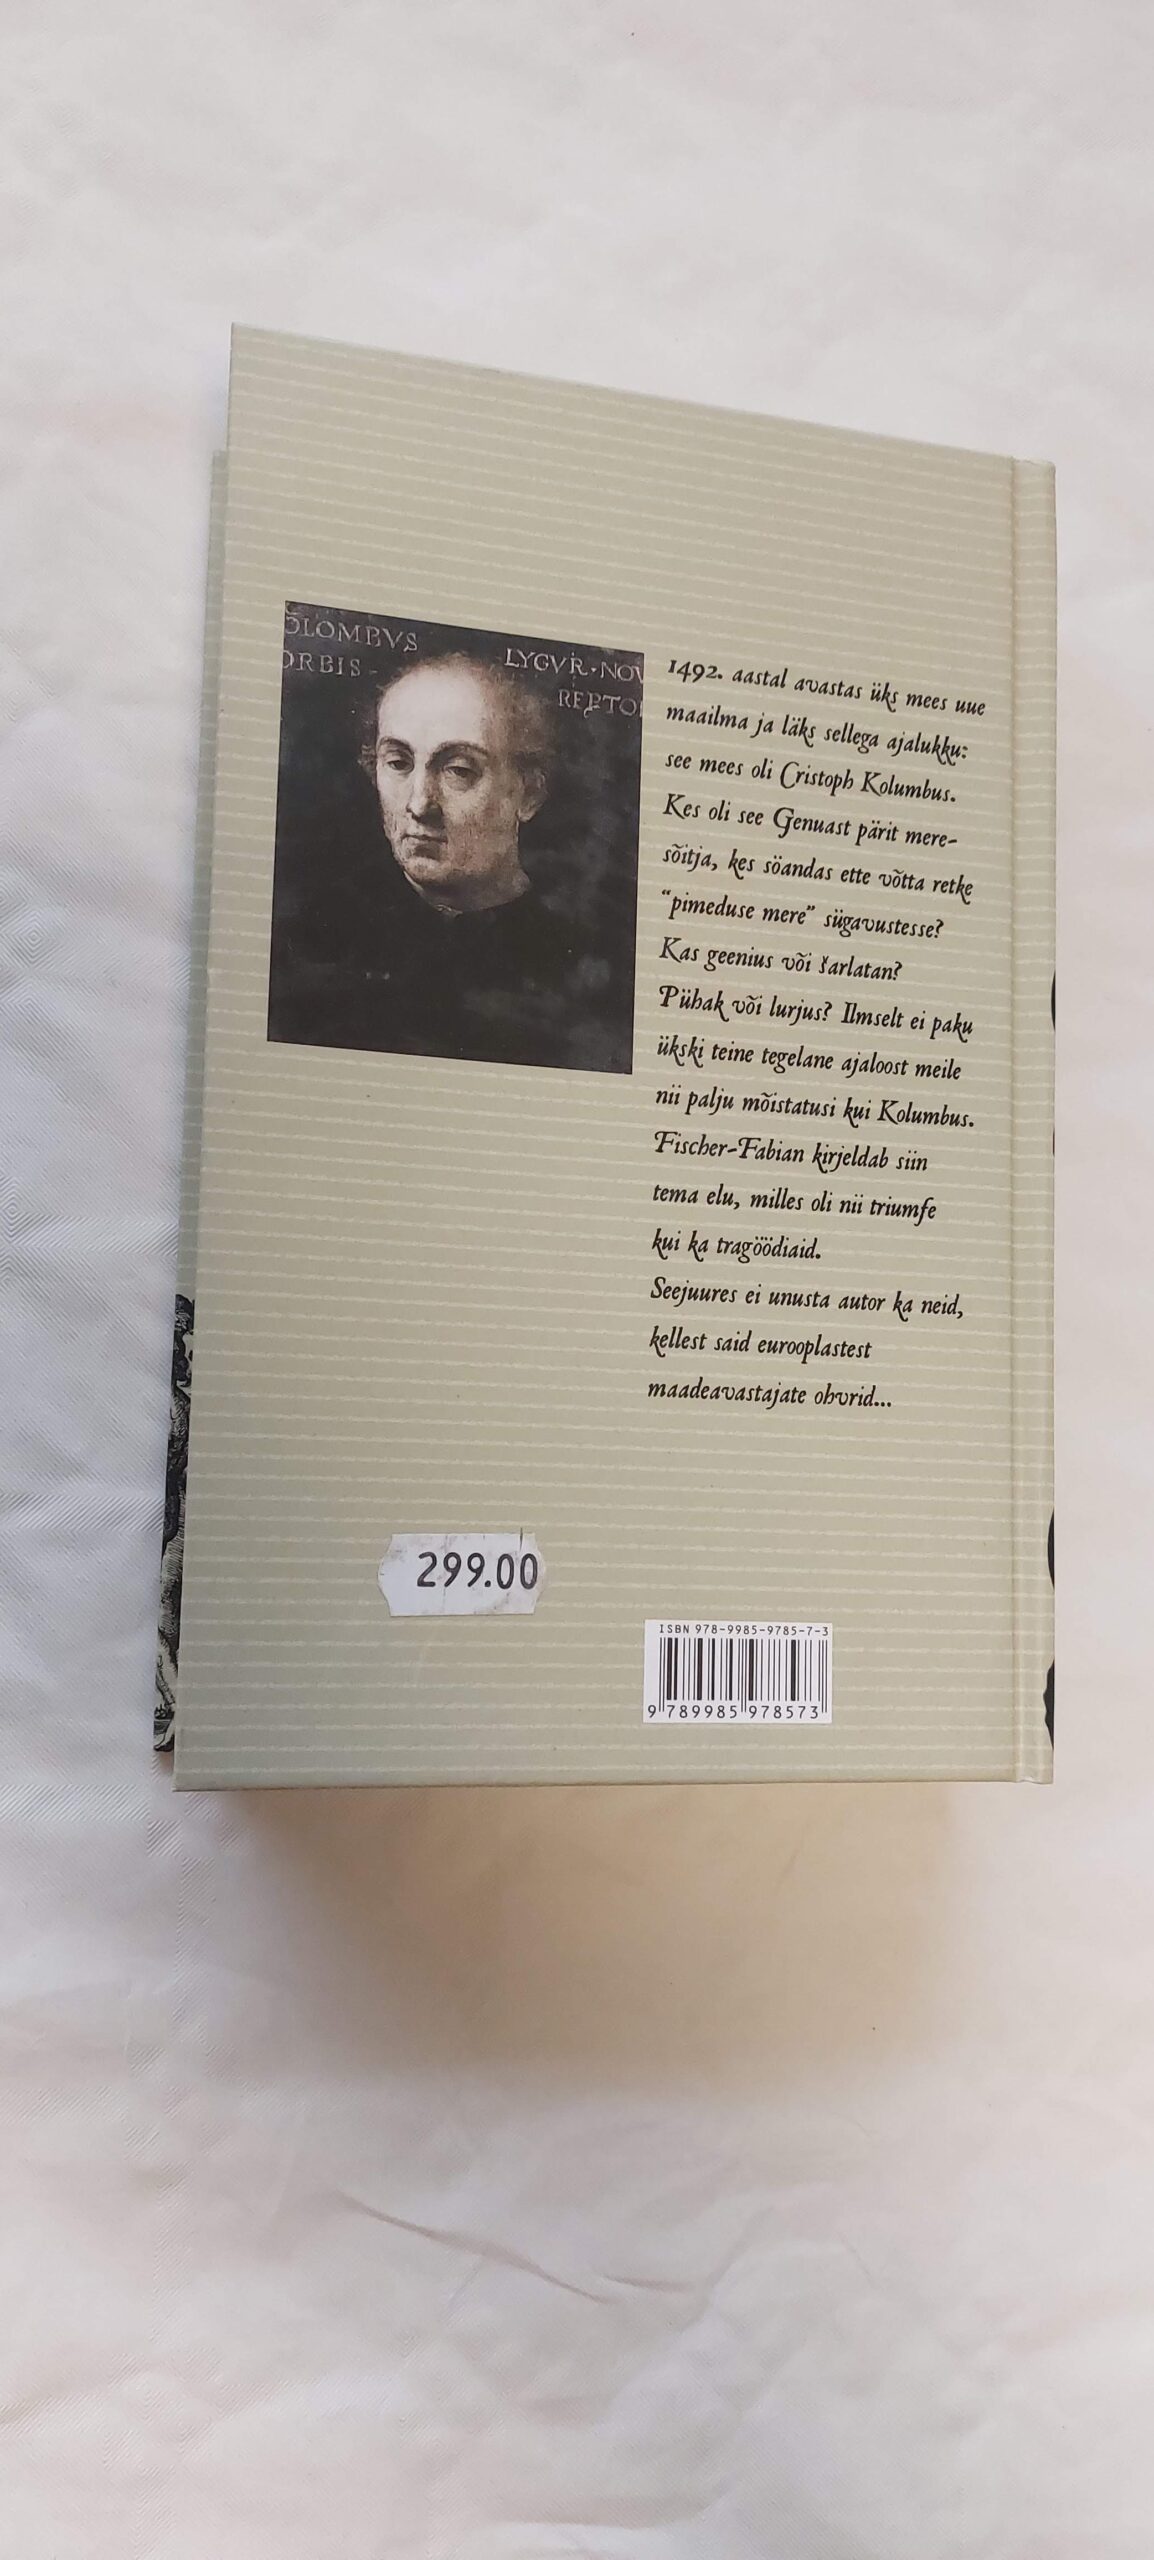 OLOMBVS LYGVR · NOV
ORBIS - REPTO
1492. aastal avastas üks mees uue
maailma ja läks sellega ajalukku:
see mees oli Cristoph Kolumbus.
Kes oli see Genuast pärit mere-
sõitja, kes söandas ette võtta retke
“pimeduse mere” sügavustesse?
Kas geenius või šarlatan?
Pühak või lurjus? Ilmselt ei paku
ükski teine tegelane ajaloost meile
nii palju mõistatusi kui Kolumbus.
Fischer-Fabian kirjeldab siin
tema elu, milles oli nii triumfe
kui ka tragöödiaid.
Seejuures ei unusta autor ka neid,
kellest said eurooplastest
maadeavastajate ohvrid...
299.00
ISBN 978-9985-9785-7-3
9 789985 978573